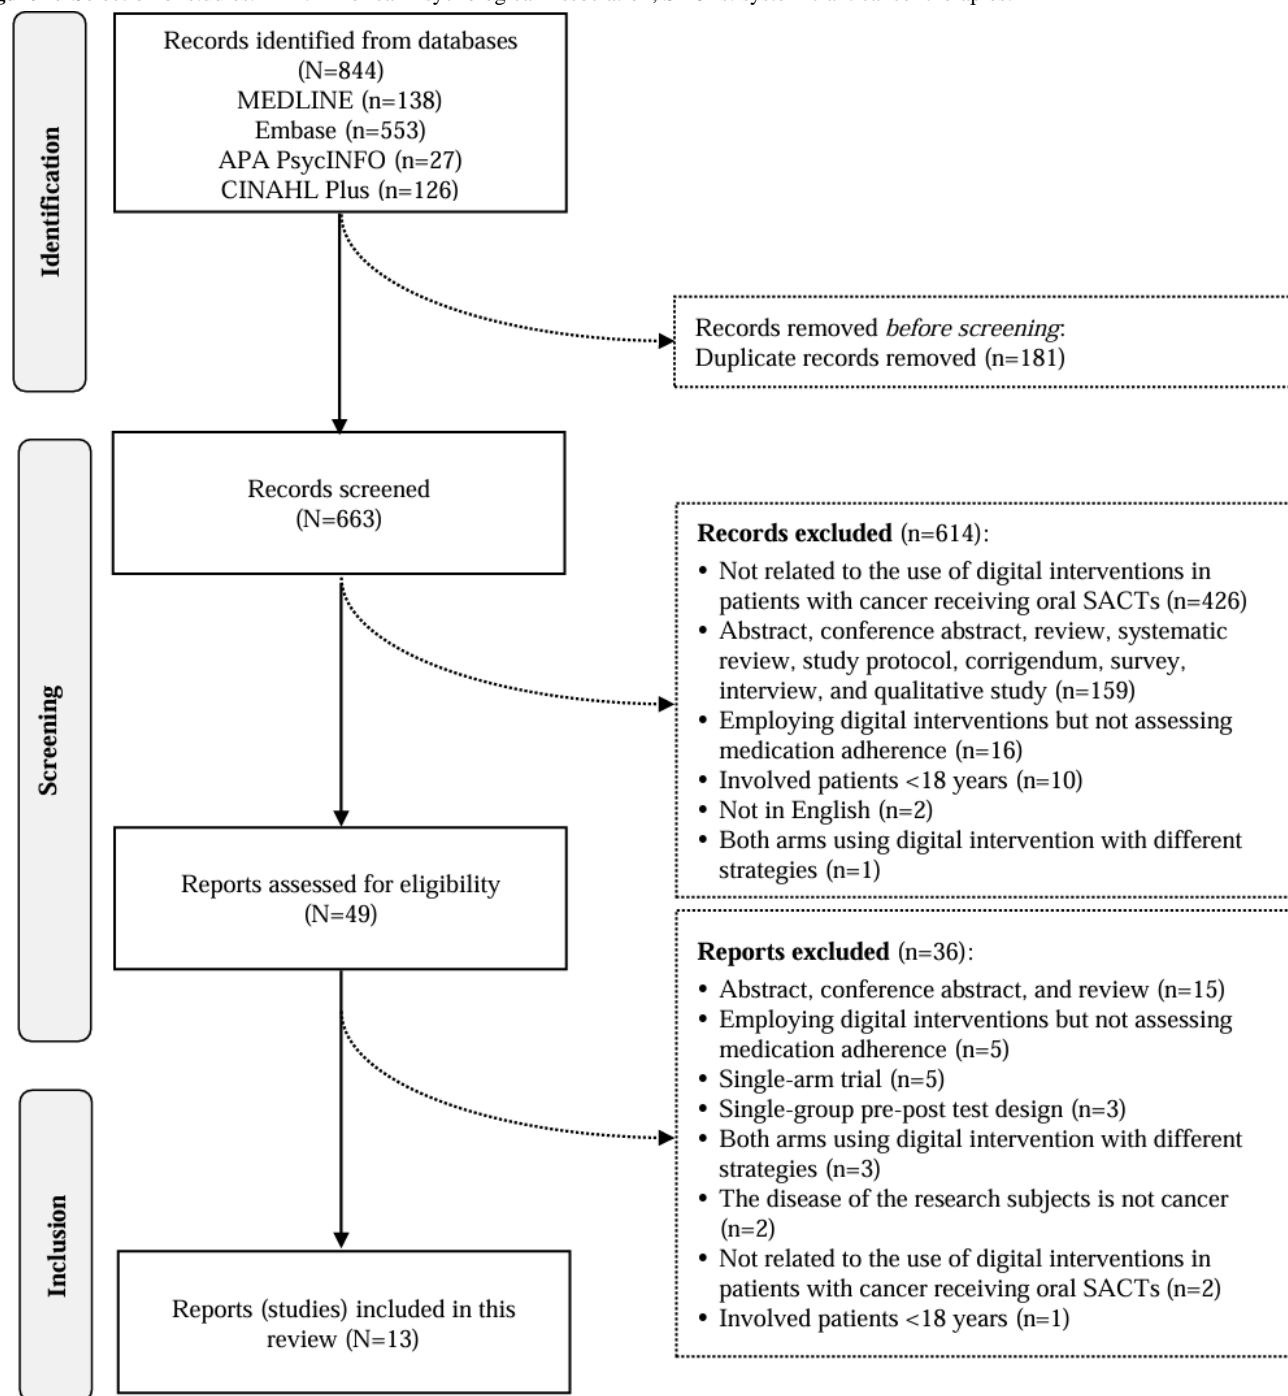 Records identified from databases
(N=844)
MEDLINE (n=138)
Embase (n=553)
APA PsycINFO (n=27)
CINAHL Plus (n=126)
Identification
Records removed before screening:
Duplicate records removed (n=181)
Records screened
(N=663)
Screening
Records excluded (n=614):
• Not related to the use of digital interventions in
patients with cancer receiving oral SACTs (n=426)
• Abstract, conference abstract, review, systematic
review, study protocol, corrigendum, survey,
interview, and qualitative study (n=159)
• Employing digital interventions but not assessing
medication adherence (n=16)
• Involved patients <18 years (n=10)
• Not in English (n=2)
• Both arms using digital intervention with different
strategies (n=1)
Reports assessed for eligibility
(N=49)
Reports excluded (n=36):
• Abstract, conference abstract, and review (n=15)
• Employing digital interventions but not assessing
medication adherence (n=5)
• Single-arm trial (n=5)
• Single-group pre-post test design (n=3)
• Both arms using digital intervention with different
strategies (n=3)
• The disease of the research subjects is not cancer
(n=2)
• Not related to the use of digital interventions in
patients with cancer receiving oral SACTs (n=2)
• Involved patients <18 years (n=1)
Inclusion
Reports (studies) included in this
review (N=13)